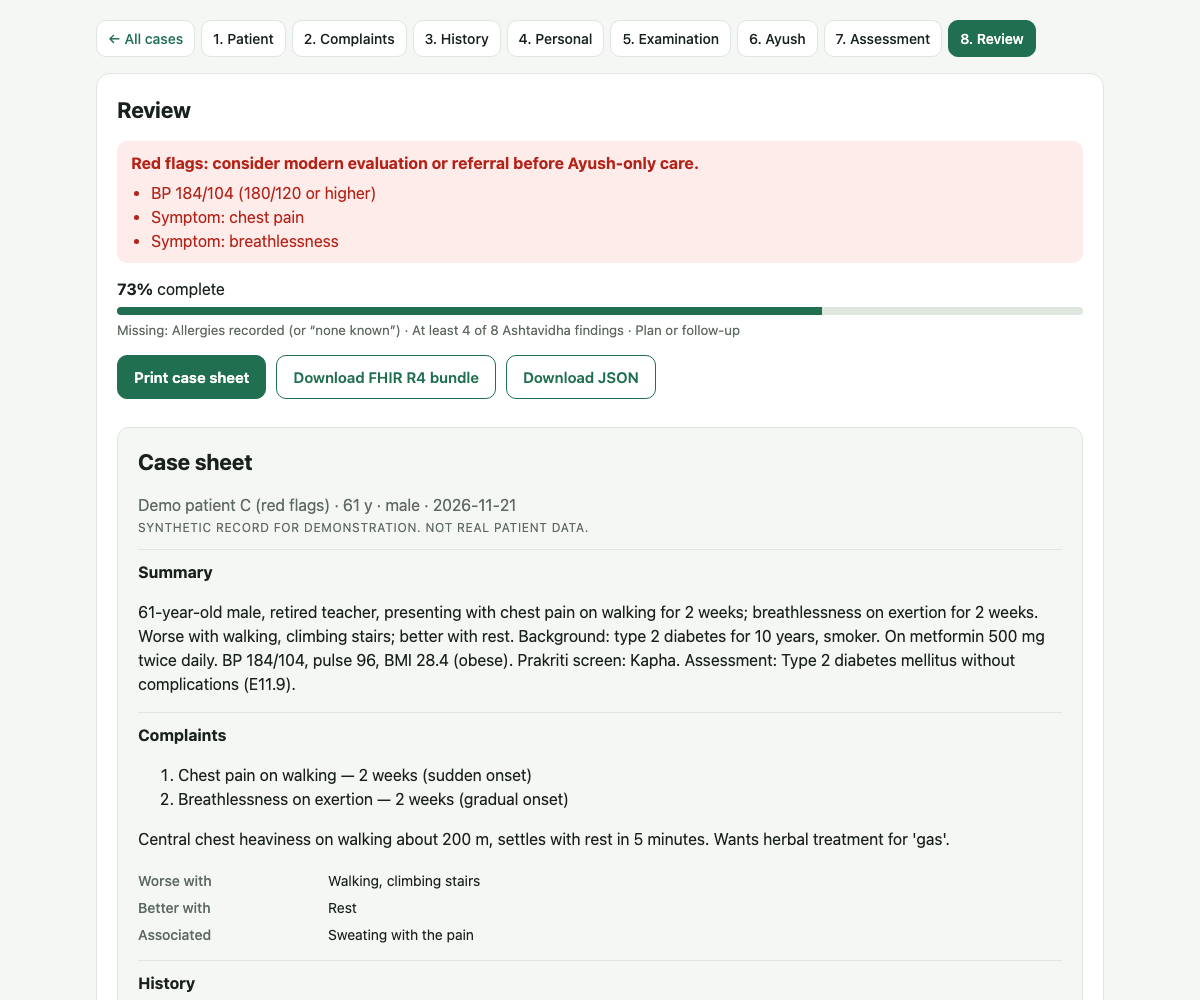 ← All cases
1. Patient
2. Complaints
3. History
4. Personal
5. Examination
6. Ayush
7. Assessment
8. Review
Review
Red flags: consider modern evaluation or referral before Ayush-only care.
• BP 184/104 (180/120 or higher)
• Symptom: chest pain
• Symptom: breathlessness
73% complete
Missing: Allergies recorded (or “none known”) · At least 4 of 8 Ashtavidha findings · Plan or follow-up
Print case sheet
Download FHIR R4 bundle
Download JSON
Case sheet
Demo patient C (red flags) · 61 y · male · 2026-11-21
SYNTHETIC RECORD FOR DEMONSTRATION. NOT REAL PATIENT DATA.
Summary
61-year-old male, retired teacher, presenting with chest pain on walking for 2 weeks; breathlessness on exertion for 2 weeks.
Worse with walking, climbing stairs; better with rest. Background: type 2 diabetes for 10 years, smoker. On metformin 500 mg
twice daily. BP 184/104, pulse 96, BMI 28.4 (obese). Prakriti screen: Kapha. Assessment: Type 2 diabetes mellitus without
complications (E11.9).
Complaints
1. Chest pain on walking — 2 weeks (sudden onset)
2. Breathlessness on exertion — 2 weeks (gradual onset)
Central chest heaviness on walking about 200 m, settles with rest in 5 minutes. Wants herbal treatment for 'gas'.
Worse with Walking, climbing stairs
Better with Rest
Associated Sweating with the pain
History